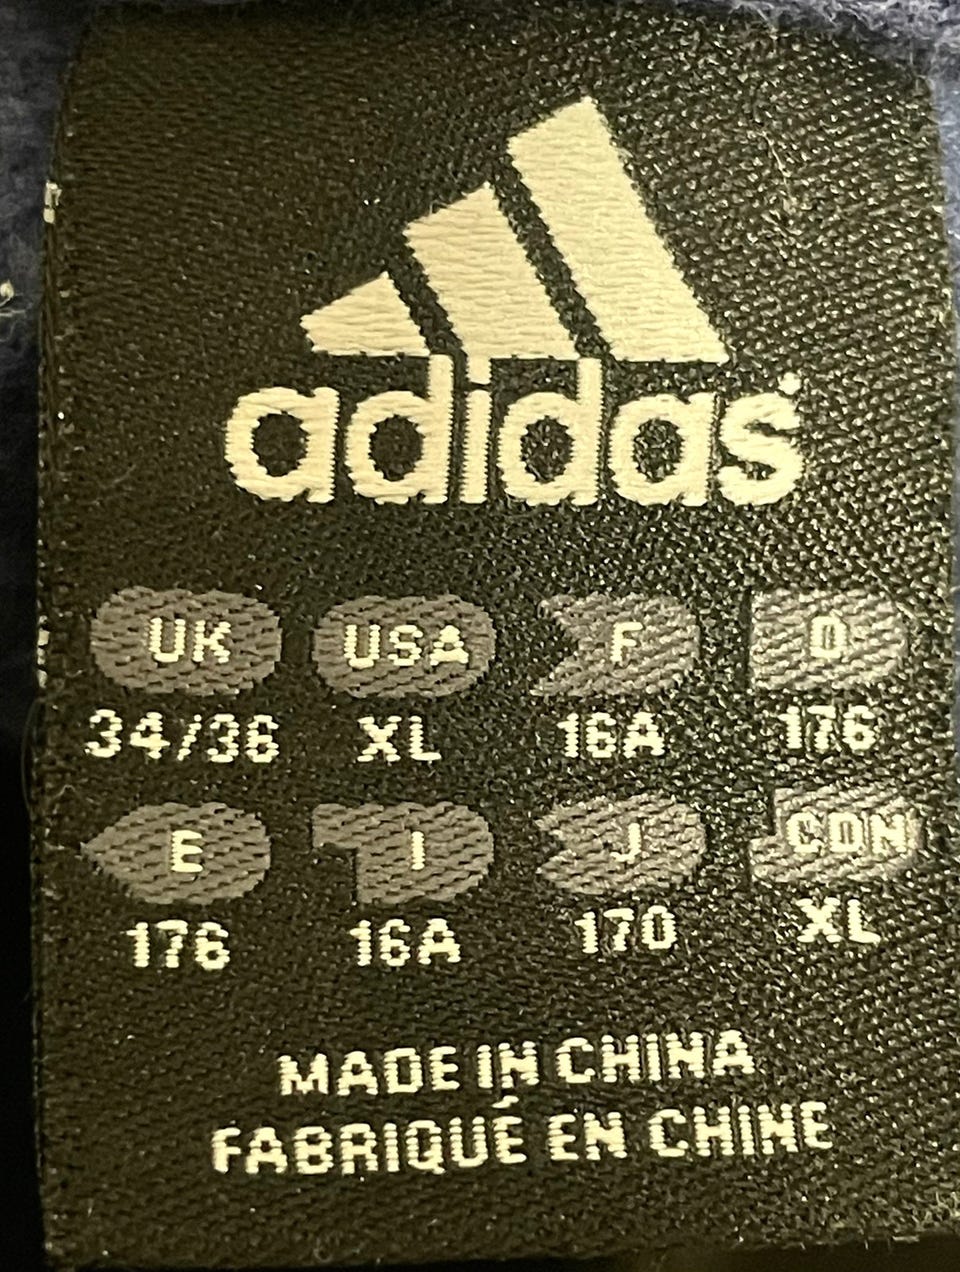 adidas
UK USA F D
34/36 XL 16A 176
E I J CDN
176 16A 170 XL
MADE IN CHINA
FABRIQUÉ EN CHINE